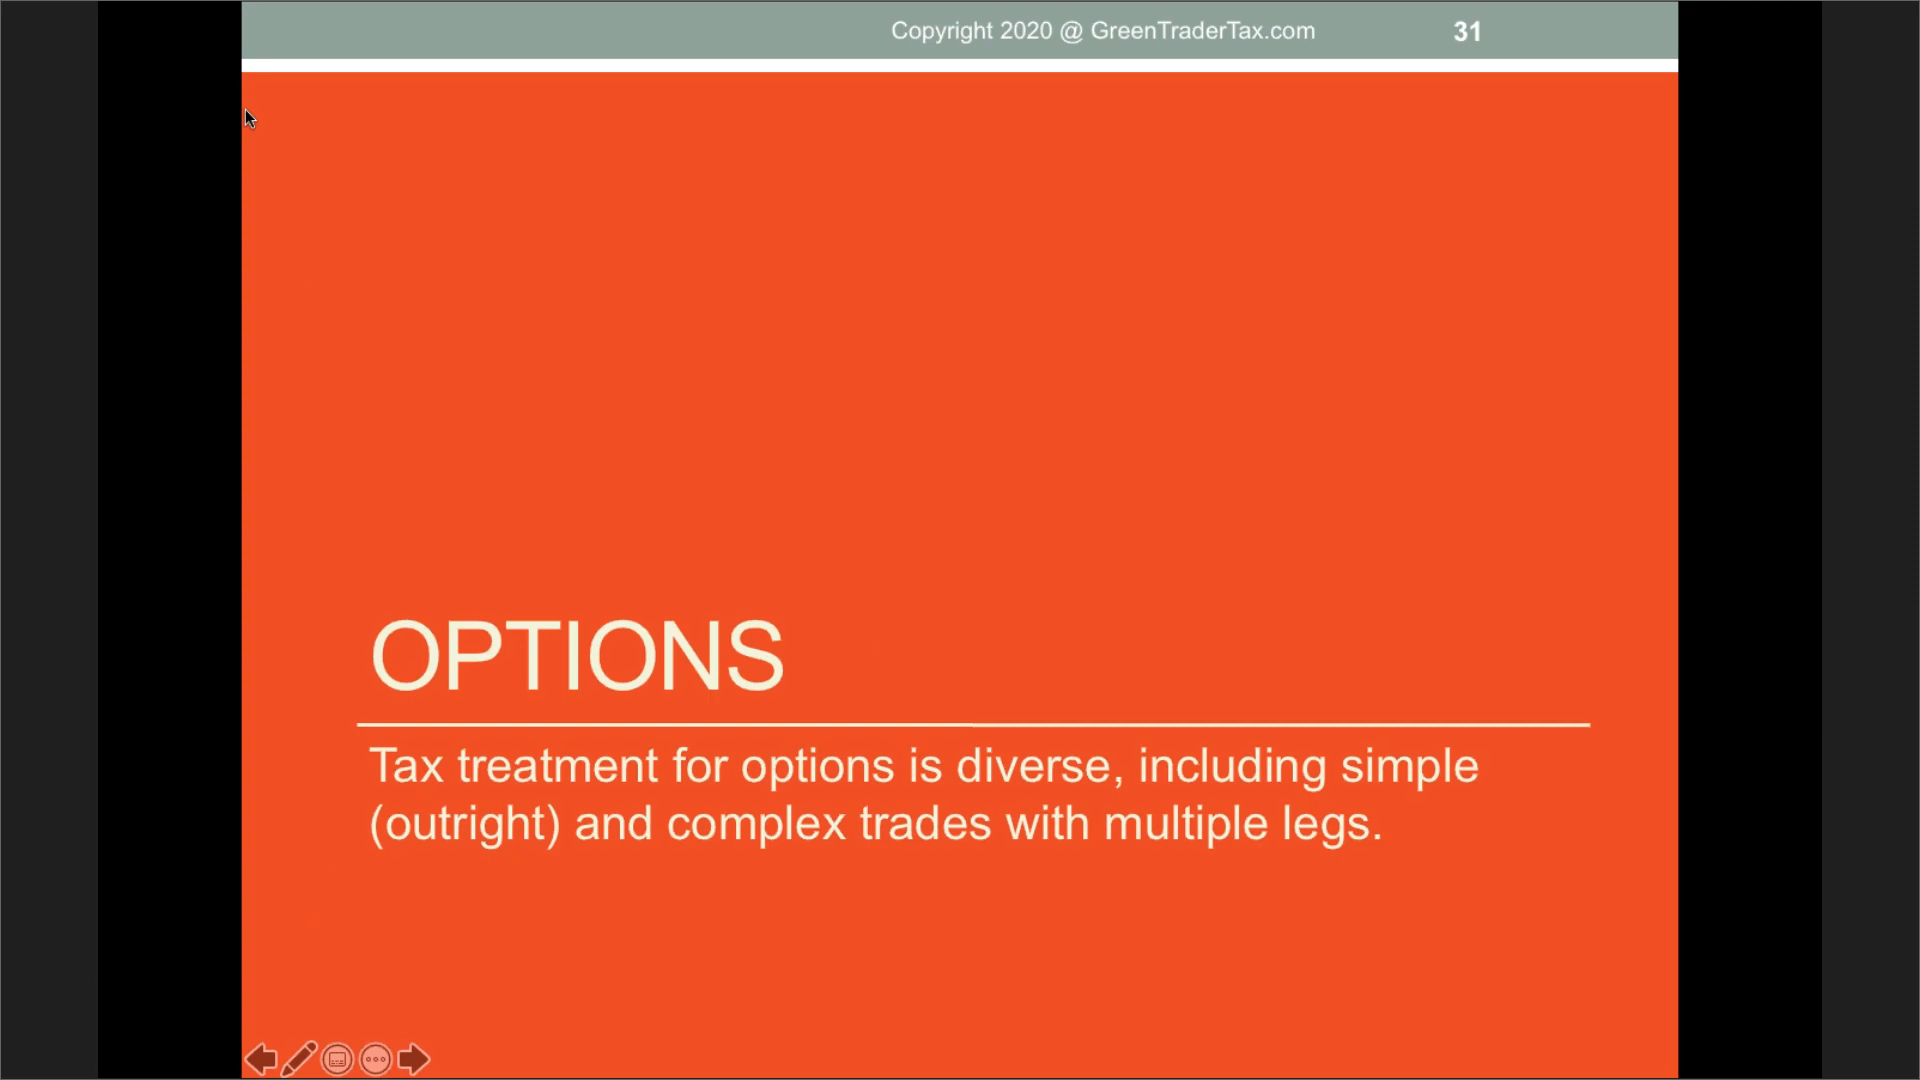 Copyright 2020 @ GreenTraderTax.com 31
OPTIONS
Tax treatment for options is diverse, including simple
(outright) and complex trades with multiple legs.